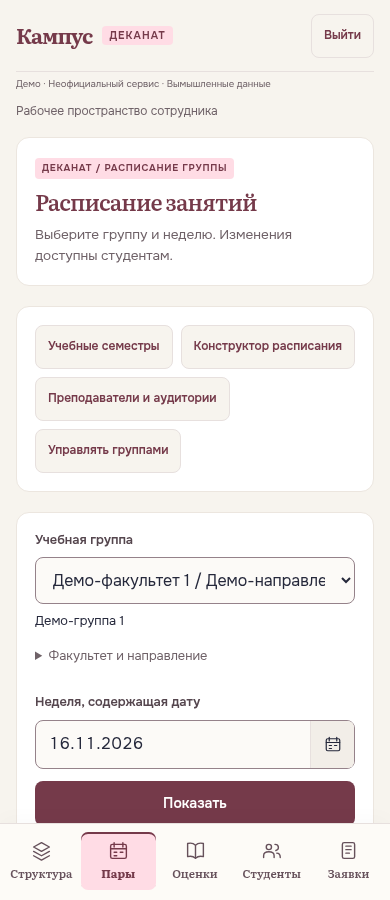 Кампус ДЕКАНАТ Выйти
Демо · Неофициальный сервис · Вымышленные данные
Рабочее пространство сотрудника
ДЕКАНАТ / РАСПИСАНИЕ ГРУППЫ
Расписание занятий
Выберите группу и неделю. Изменения
доступны студентам.
Учебные семестры Конструктор расписания
Преподаватели и аудитории
Управлять группами
Учебная группа
Демо-факультет 1 / Демо-направле
Демо-группа 1
Факультет и направление
Неделя, содержащая дату
16.11.2026
Показать
Структура Пары Оценки Студенты Заявки